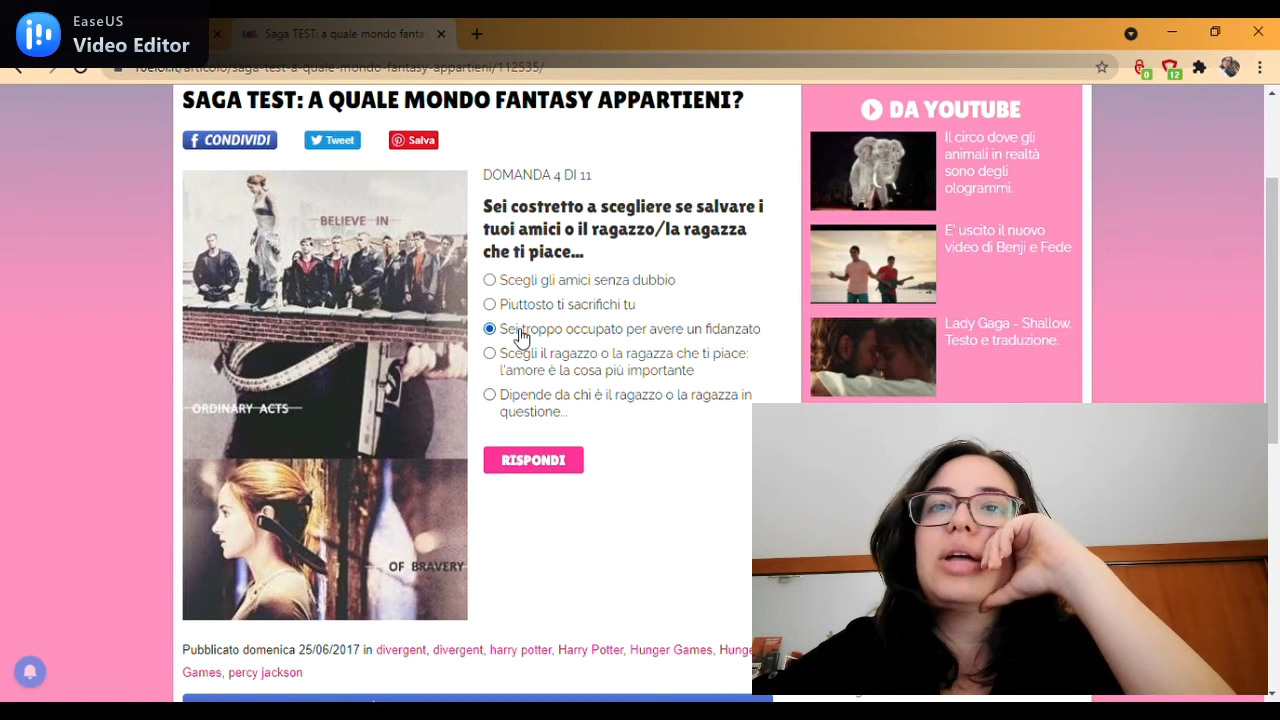 EaseUS
Video Editor
Saga TEST: a quale mondo fanta
SAGA TEST: A QUALE MONDO FANTASY APPARTIENI?
CONDIVIDI
Tweet
Salva
BELIEVE IN
ORDINARY ACTS
OF BRAVERY
DOMANDA 4 DI 11
Sei costretto a scegliere se salvare i
tuoi amici o il ragazzo/la ragazza
che ti piace...
Scegli gli amici senza dubbio
Piuttosto ti sacrifichi tu
Sei troppo occupato per avere un fidanzato
Scegli il ragazzo o la ragazza che ti piace:
l'amore è la cosa più importante
Dipende da chi è il ragazzo o la ragazza in
questione...
RISPONDI
DA YOUTUBE
Il circo dove gli
animali in realtà
sono degli
ologrammi.
E' uscito il nuovo
video di Benji e Fede
Lady Gaga - Shallow.
Testo e traduzione.
Pubblicato domenica 25/06/2017 in divergent, divergent, harry potter, Harry Potter, Hunger Games, Hunge
Games, percy jackson
0
12